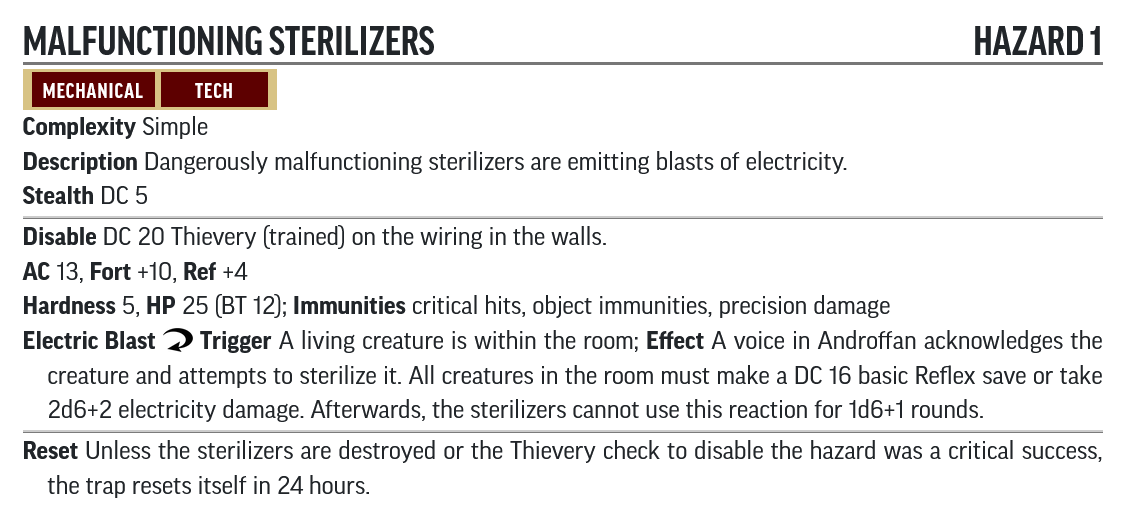 MALFUNCTIONING STERILIZERS HAZARD 1
MECHANICAL TECH
Complexity Simple
Description Dangerously malfunctioning sterilizers are emitting blasts of electricity.
Stealth DC 5
Disable DC 20 Thievery (trained) on the wiring in the walls.
AC 13, Fort +10, Ref +4
Hardness 5, HP 25 (BT 12); Immunities critical hits, object immunities, precision damage
Electric Blast Trigger A living creature is within the room; Effect A voice in Androffan acknowledges the
creature and attempts to sterilize it. All creatures in the room must make a DC 16 basic Reflex save or take
2d6+2 electricity damage. Afterwards, the sterilizers cannot use this reaction for 1d6+1 rounds.
Reset Unless the sterilizers are destroyed or the Thievery check to disable the hazard was a critical success,
the trap resets itself in 24 hours.